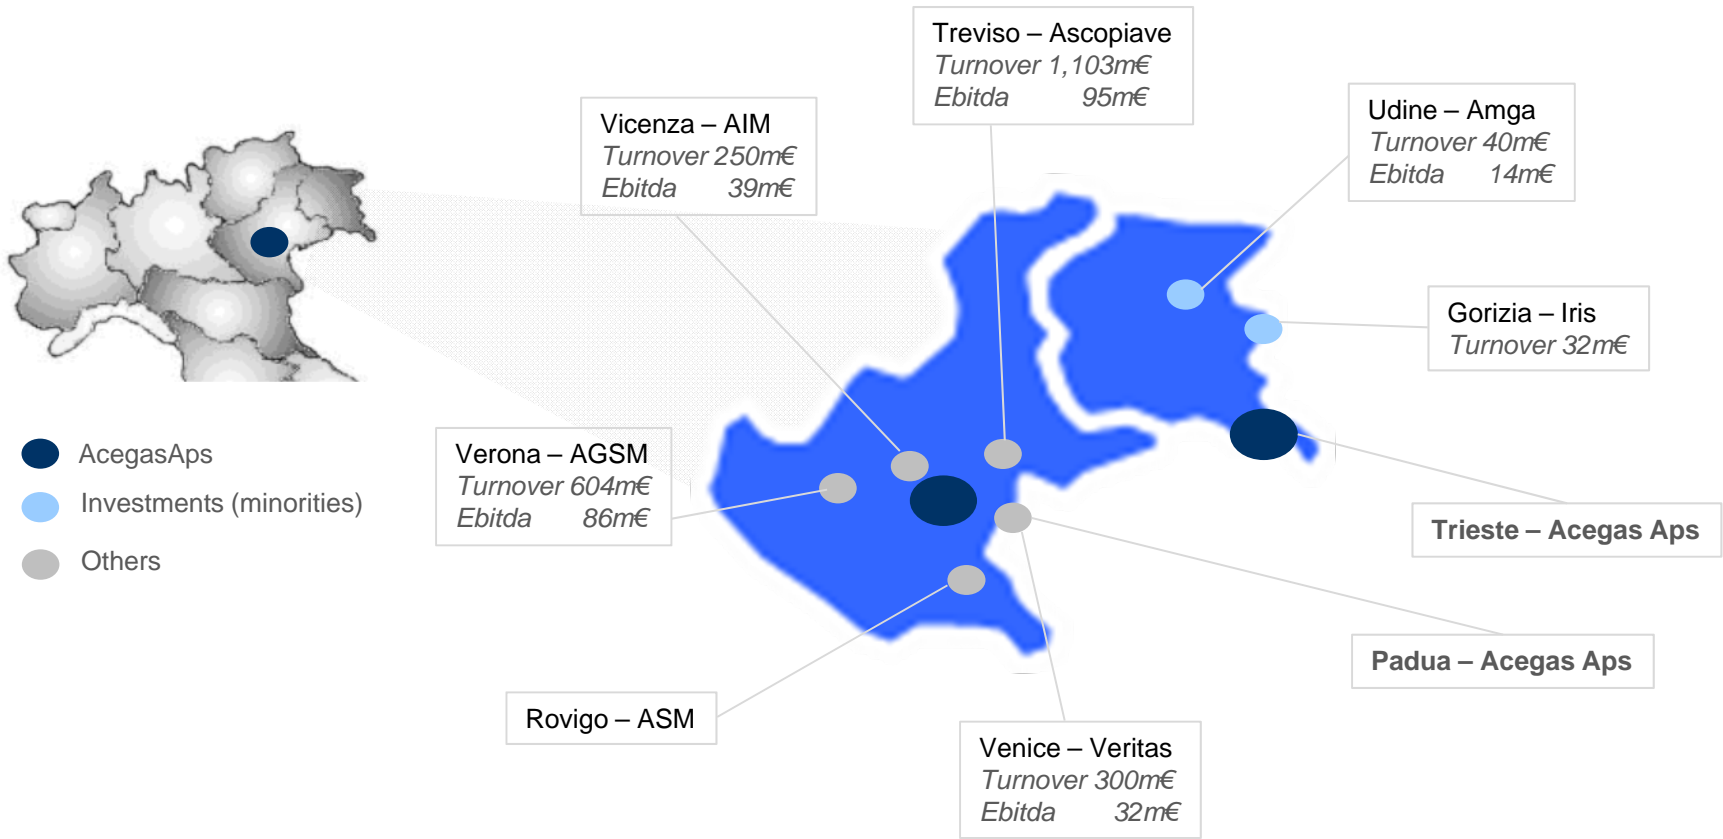 Treviso – Ascopiave
Turnover 1,103m€
Ebitda 95m€
Vicenza – AIM
Turnover 250m€
Ebitda 39m€
Udine – Amga
Turnover 40m€
Ebitda 14m€
Gorizia – Iris
Turnover 32m€
AcegasAps
Investments (minorities)
Others
Verona – AGSM
Turnover 604m€
Ebitda 86m€
Trieste – Acegas Aps
Padua – Acegas Aps
Rovigo – ASM
Venice – Veritas
Turnover 300m€
Ebitda 32m€